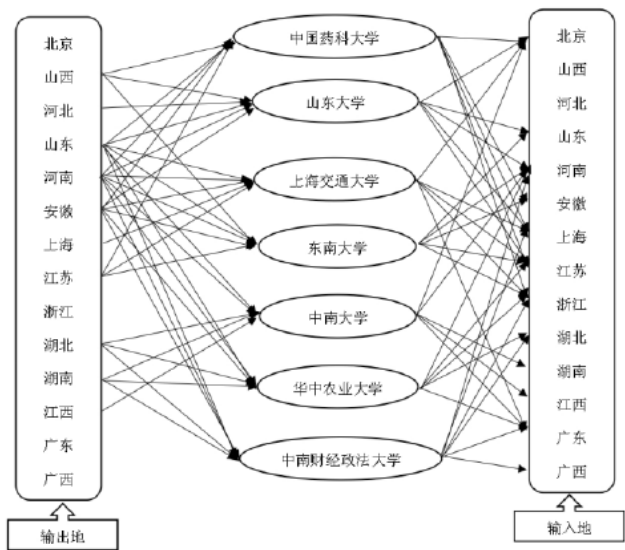 北京
山西
河北
山东
河南
安徽
上海
江苏
浙江
湖北
湖南
江西
广东
广西
输出地
中国药科大学
山东大学
上海交通大学
东南大学
中南大学
华中农业大学
中南财经政法大学
北京
山西
河北
山东
河南
安徽
上海
江苏
浙江
湖北
湖南
江西
广东
广西
输入地